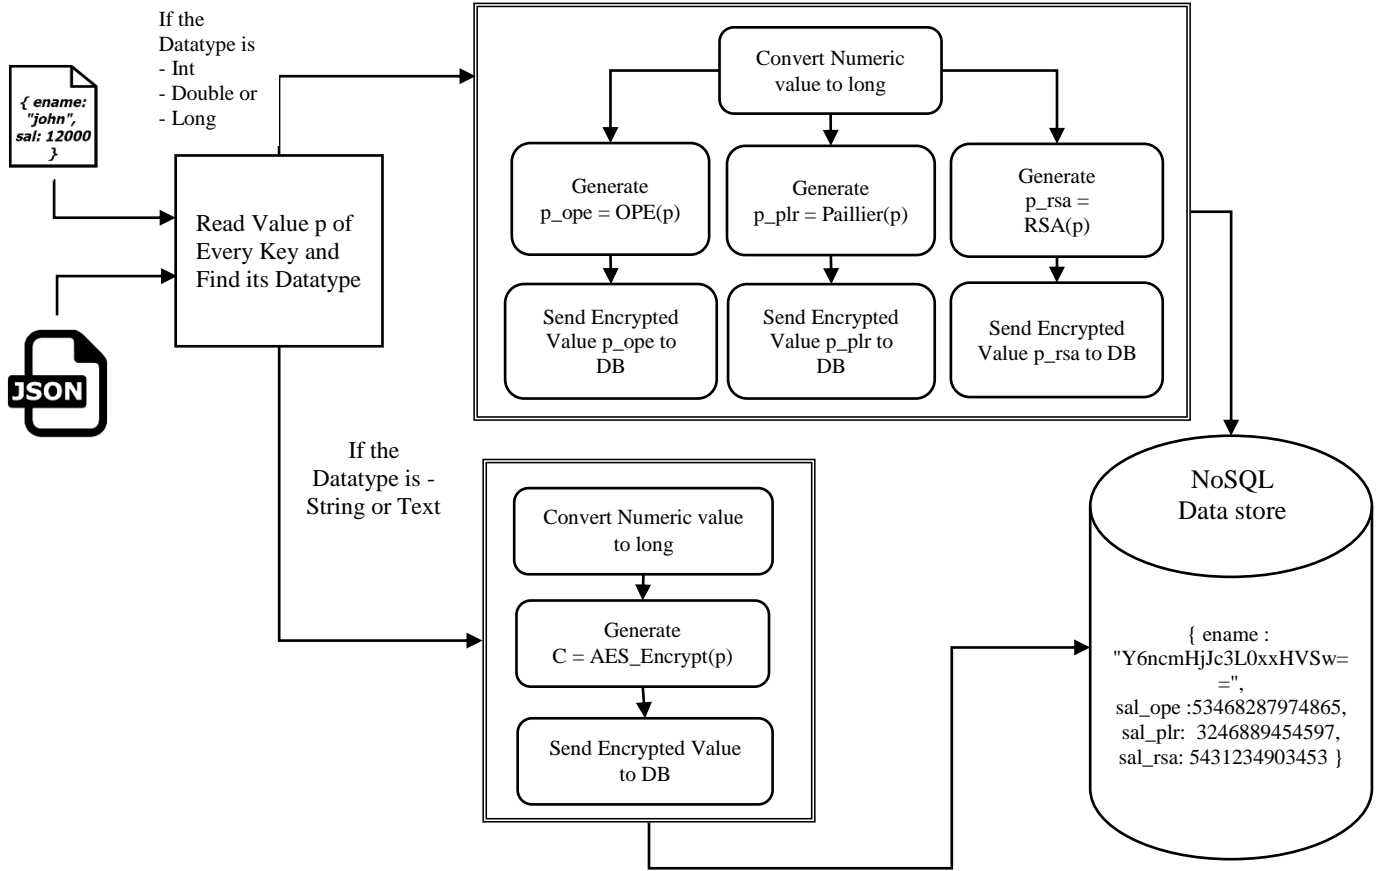 If the
Datatype is
- Int
- Double or
- Long
{ ename:
"john",
sal: 12000
}
Read Value p of
Every Key and
Find its Datatype
JSON
Convert Numeric
value to long
Generate
p_ope = OPE(p)
Generate
p_plr = Paillier(p)
Generate
p_rsa =
RSA(p)
Send Encrypted
Value p_ope to
DB
Send Encrypted
Value p_plr to
DB
Send Encrypted
Value p_rsa to DB
If the
Datatype is -
String or Text
Convert Numeric value
to long
Generate
C = AES_Encrypt(p)
Send Encrypted Value
to DB
NoSQL
Data store
{ ename :
"Y6ncmHjJc3L0xxHVSw=
=",
sal_ope :53468287974865,
sal_plr:  3246889454597,
sal_rsa: 5431234903453 }